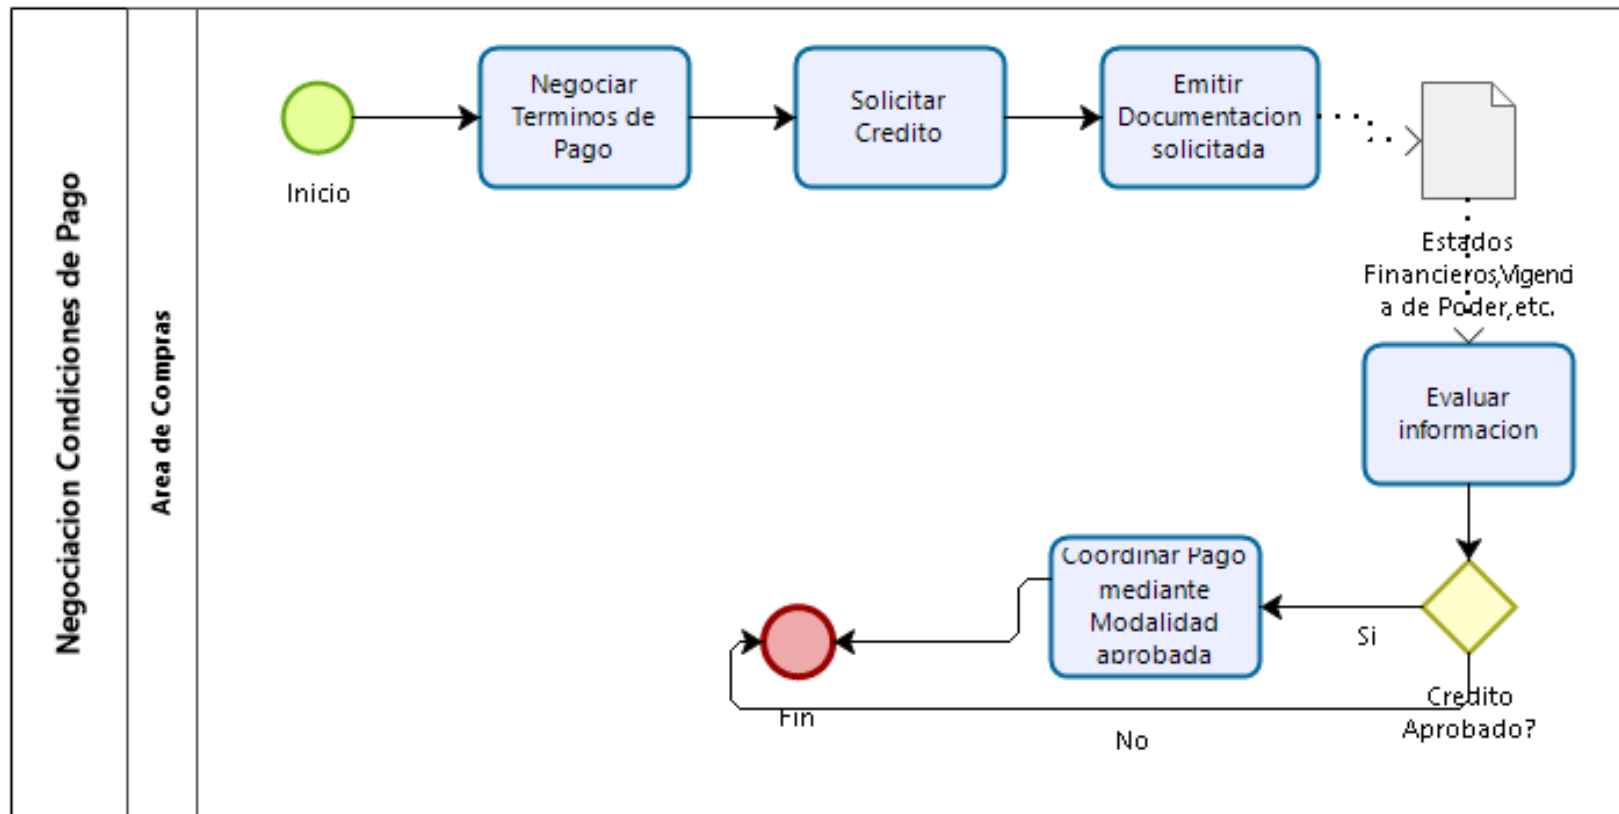 Negociacion Condiciones de Pago
Area de Compras
Inicio
Negociar
Terminos de
Pago
Solicitar
Credito
Emitir
Documentacion
solicitada
Estados
Financieros,Vigenci
a de Poder,etc.
Evaluar
informacion
Credito
Aprobado?
Si
No
Coordinar Pago
mediante
Modalidad
aprobada
Fin